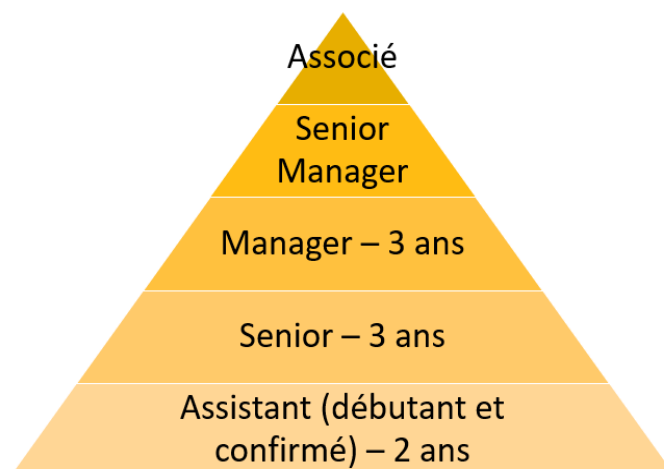 Associé
Senior
Manager
Manager – 3 ans
Senior – 3 ans
Assistant (débutant et
confirmé) – 2 ans